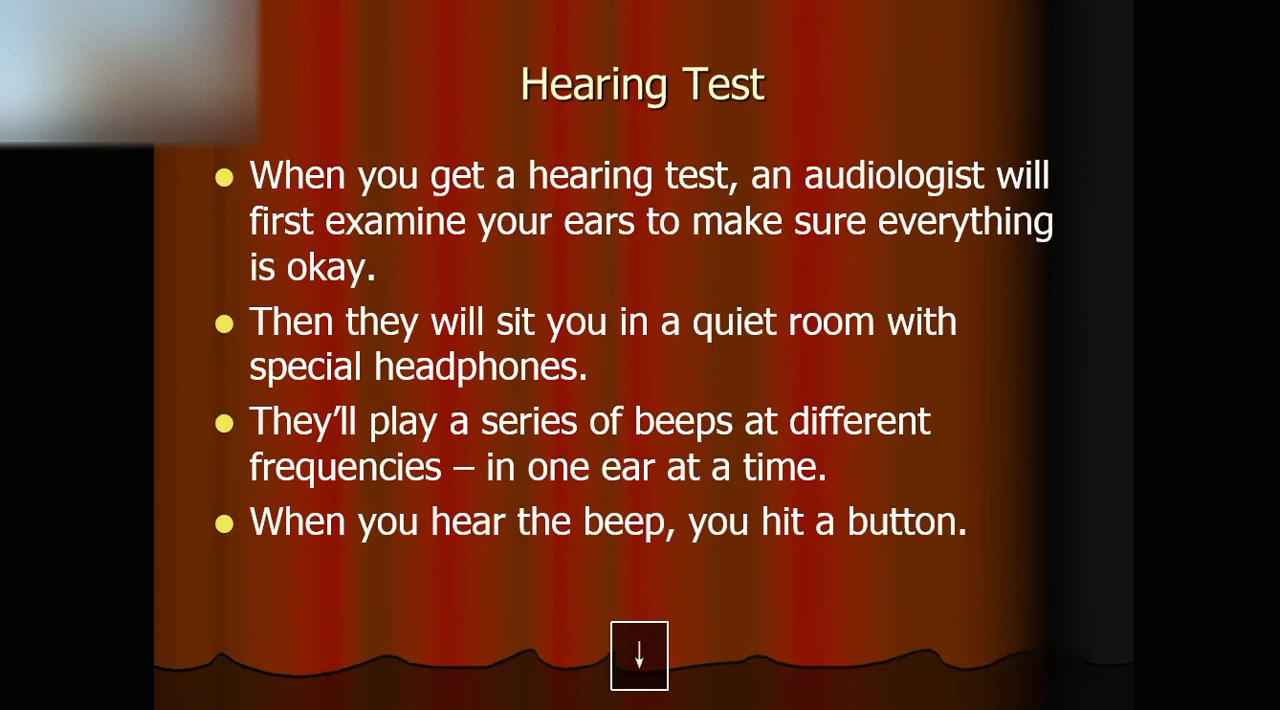 Hearing Test
When you get a hearing test, an audiologist will
first examine your ears to make sure everything
is okay.
Then they will sit you in a quiet room with
special headphones.
They’ll play a series of beeps at different
frequencies – in one ear at a time.
When you hear the beep, you hit a button.
↓